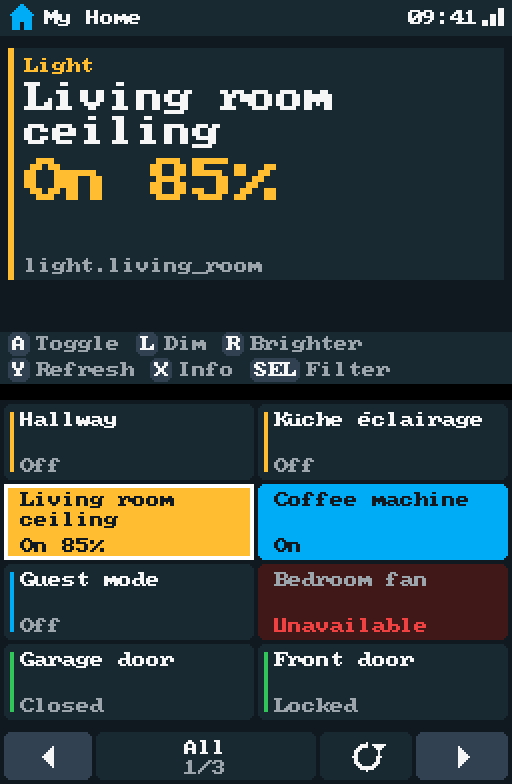 My Home 09:41
Light
Living room
ceiling
On 85%
light.living_room
A Toggle L Dim R Brighter
Y Refresh X Info SEL Filter
Hallway
Off
Küche éclairage
Off
Living room
ceiling
On 85%
Coffee machine
On
Guest mode
Off
Bedroom fan
Unavailable
Garage door
Closed
Front door
Locked
All
1/3